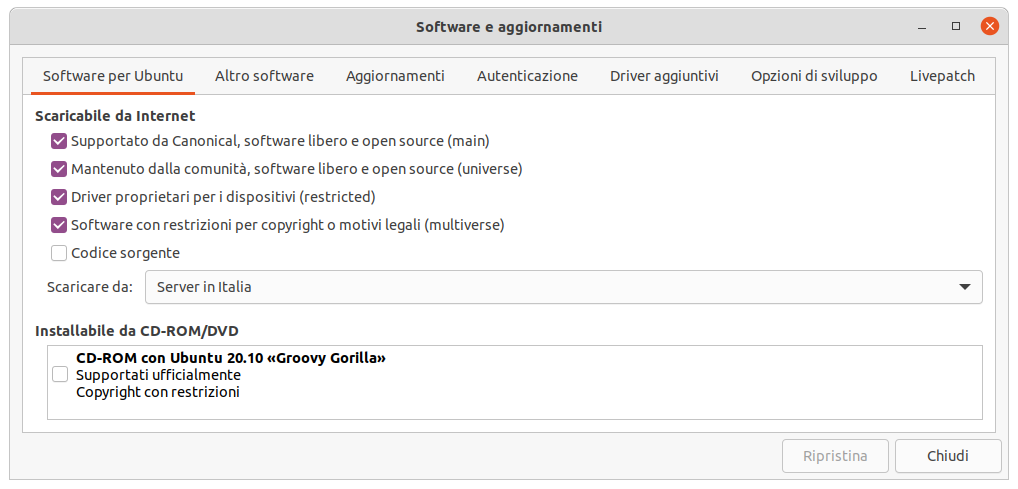 Software e aggiornamenti
Software per Ubuntu Altro software Aggiornamenti Autenticazione Driver aggiuntivi Opzioni di sviluppo Livepatch
Scaricabile da Internet
Supportato da Canonical, software libero e open source (main)
Mantenuto dalla comunità, software libero e open source (universe)
Driver proprietari per i dispositivi (restricted)
Software con restrizioni per copyright o motivi legali (multiverse)
Codice sorgente
Scaricare da: Server in Italia
Installabile da CD-ROM/DVD
CD-ROM con Ubuntu 20.10 «Groovy Gorilla»
Supportati ufficialmente
Copyright con restrizioni
Ripristina Chiudi